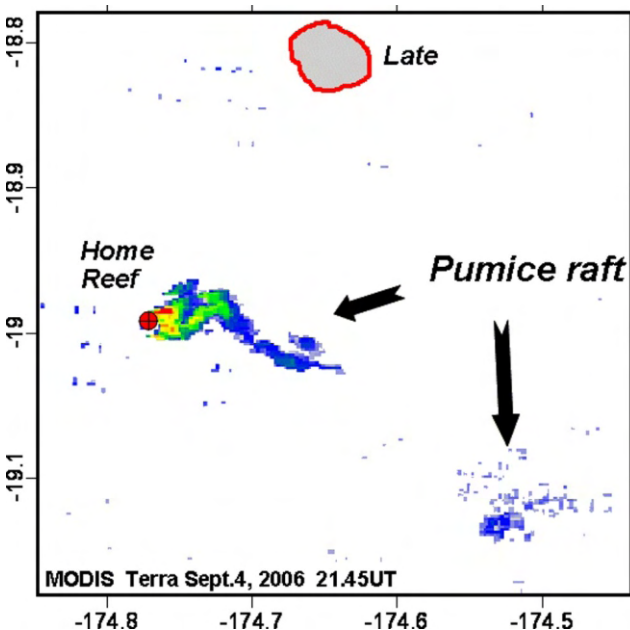 -18.8
Late
-18.9
Home
Reef
Pumice raft
-19
-19.1
MODIS Terra Sept.4, 2006 21.45UT
-174.8
-174.7
-174.6
-174.5